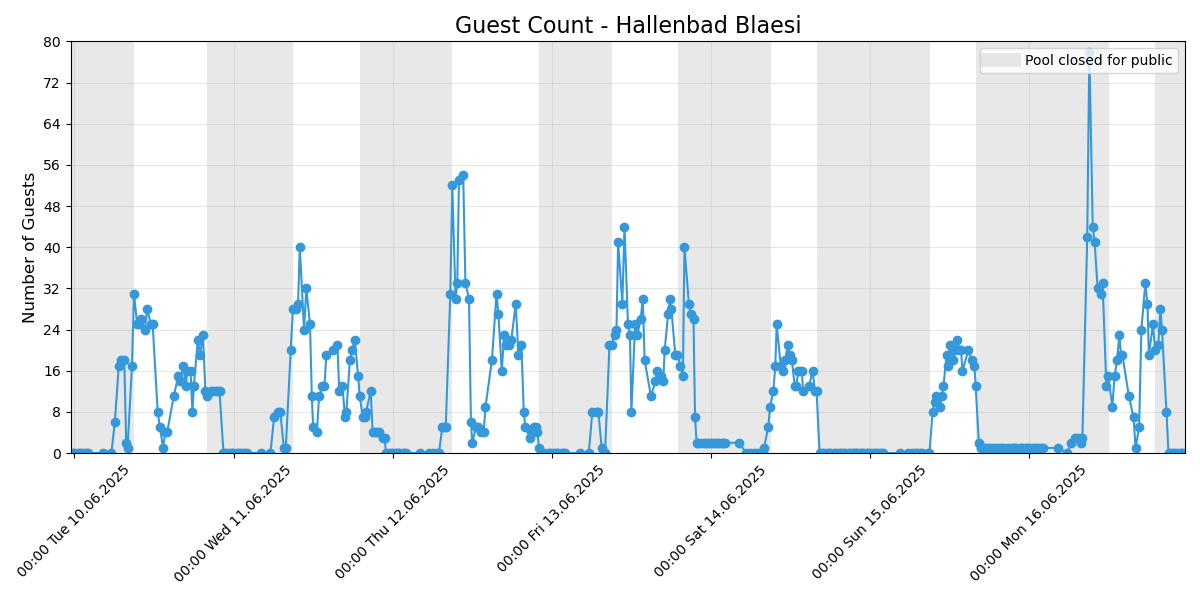 Guest Count - Hallenbad Blaesi
Number of Guests
80
72
64
56
48
40
32
24
16
8
0
Pool closed for public
00:00 Tue 10.06.2025
00:00 Wed 11.06.2025
00:00 Thu 12.06.2025
00:00 Fri 13.06.2025
00:00 Sat 14.06.2025
00:00 Sun 15.06.2025
00:00 Mon 16.06.2025